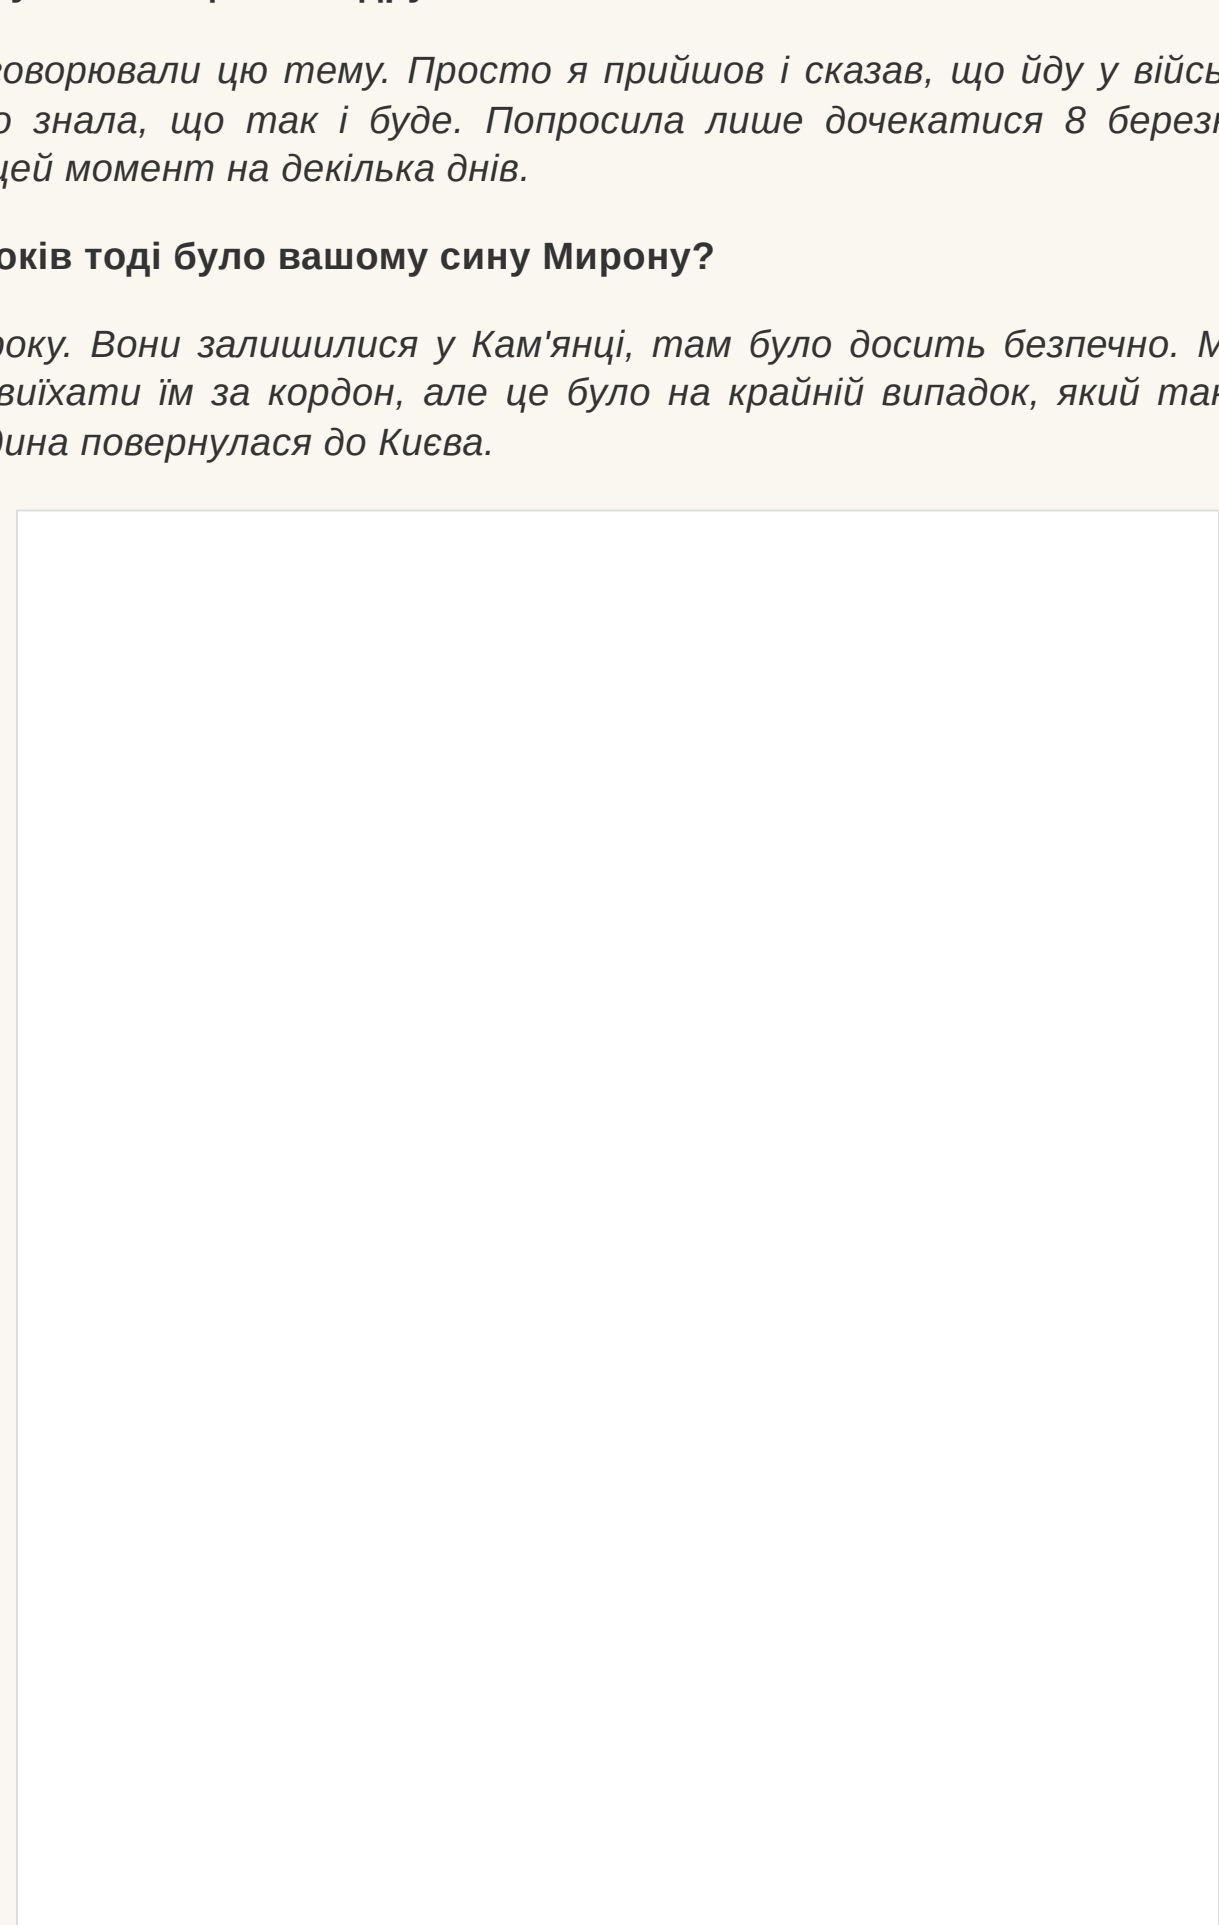 говорювали цю тему. Просто я прийшов і сказав, що йду у війсь
о знала, що так і буде. Попросила лише дочекатися 8 берез
цей момент на декілька днів.
оків тоді було вашому сину Мирону?
року. Вони залишилися у Кам'янці, там було досить безпечно. М
виїхати їм за кордон, але це було на крайній випадок, який так
дина повернулася до Києва.